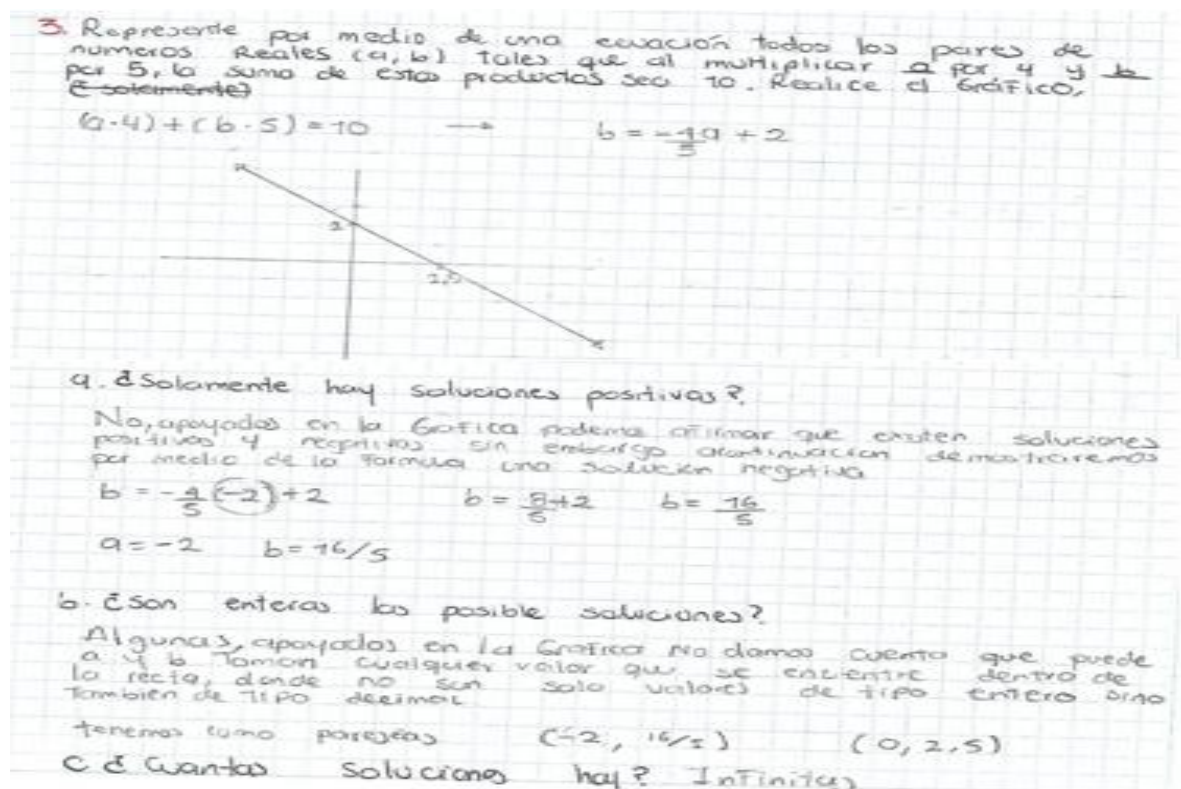 3. Represente por medio de una ecuación todos los pares de
numeros Reales (a, b) tales que al multiplicar a por 4 y b
por 5, la suma de estos productos sea 10. Realice el Gráfico.
(a·4)+(b·5)=10 → b = -4/5 a + 2
2
2,5
a. ¿Solamente hay soluciones positivas?
No, apoyados en la Grafica podemos afirmar que existen soluciones
positivas y negativas sin embargo acontinuacion demostraremos
por medio de la formula una solución negativa
b = -4/5 (-2) + 2 b = 8/5 + 2 b = 16/5
a = -2 b = 16/5
b. ¿Son enteras las posible soluciones?
Algunas, apoyados en la Grafica No damos cuenta que puede
a y b Toman cualquier valor que se encientre dentro de
la recta, donde no son solo valores de tipo entero sino
Tambien de tipo decimal
tenemos como parejeas (-2, 16/5) (0, 2,5)
C ¿Cuantas soluciones hay? Infinitas